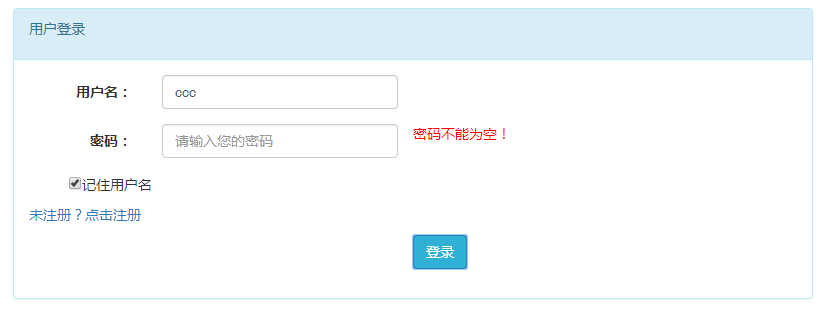 用户登录
用户名： ccc
密码： 请输入您的密码 密码不能为空！
记住用户名
未注册？点击注册
登录